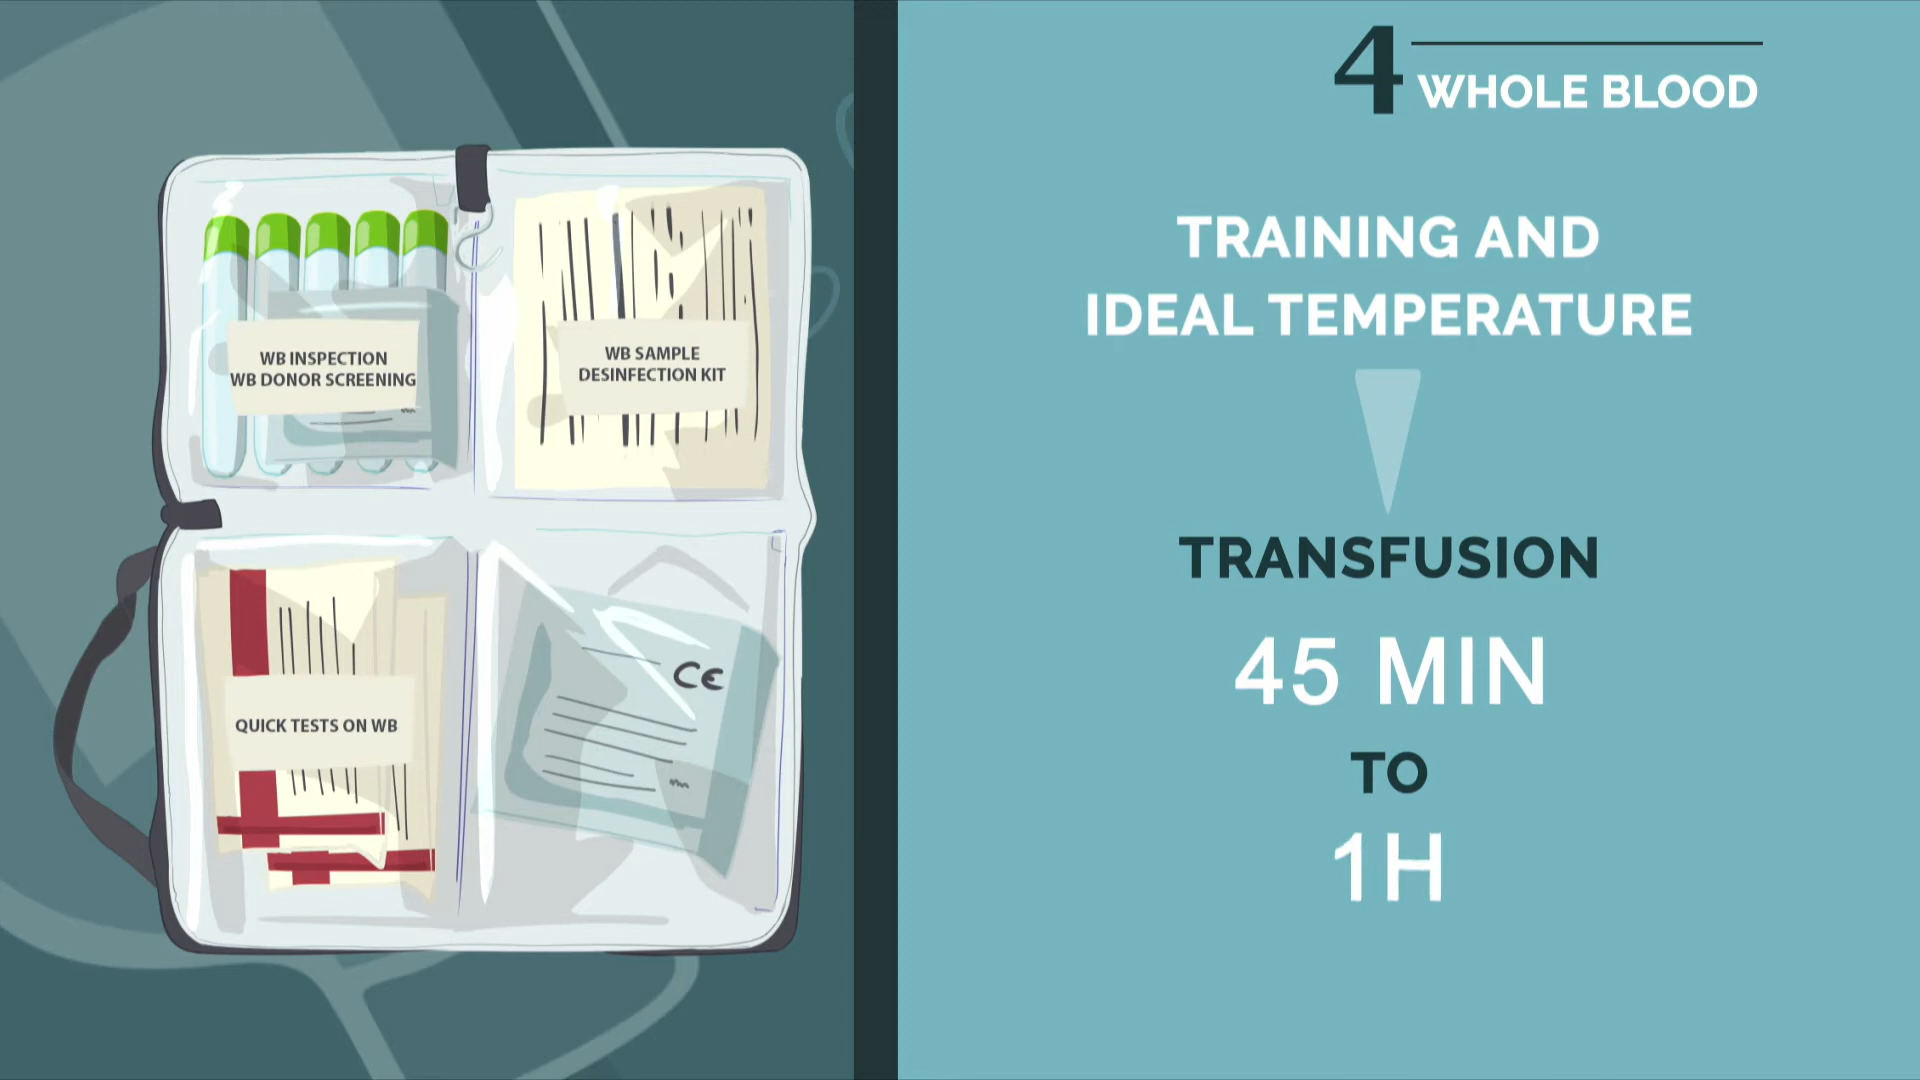 WB INSPECTION
WB DONOR SCREENING
WB SAMPLE
DESINFECTION KIT
QUICK TESTS ON WB
CE
4 WHOLE BLOOD
TRAINING AND
IDEAL TEMPERATURE
TRANSFUSION
45 MIN
TO
1H